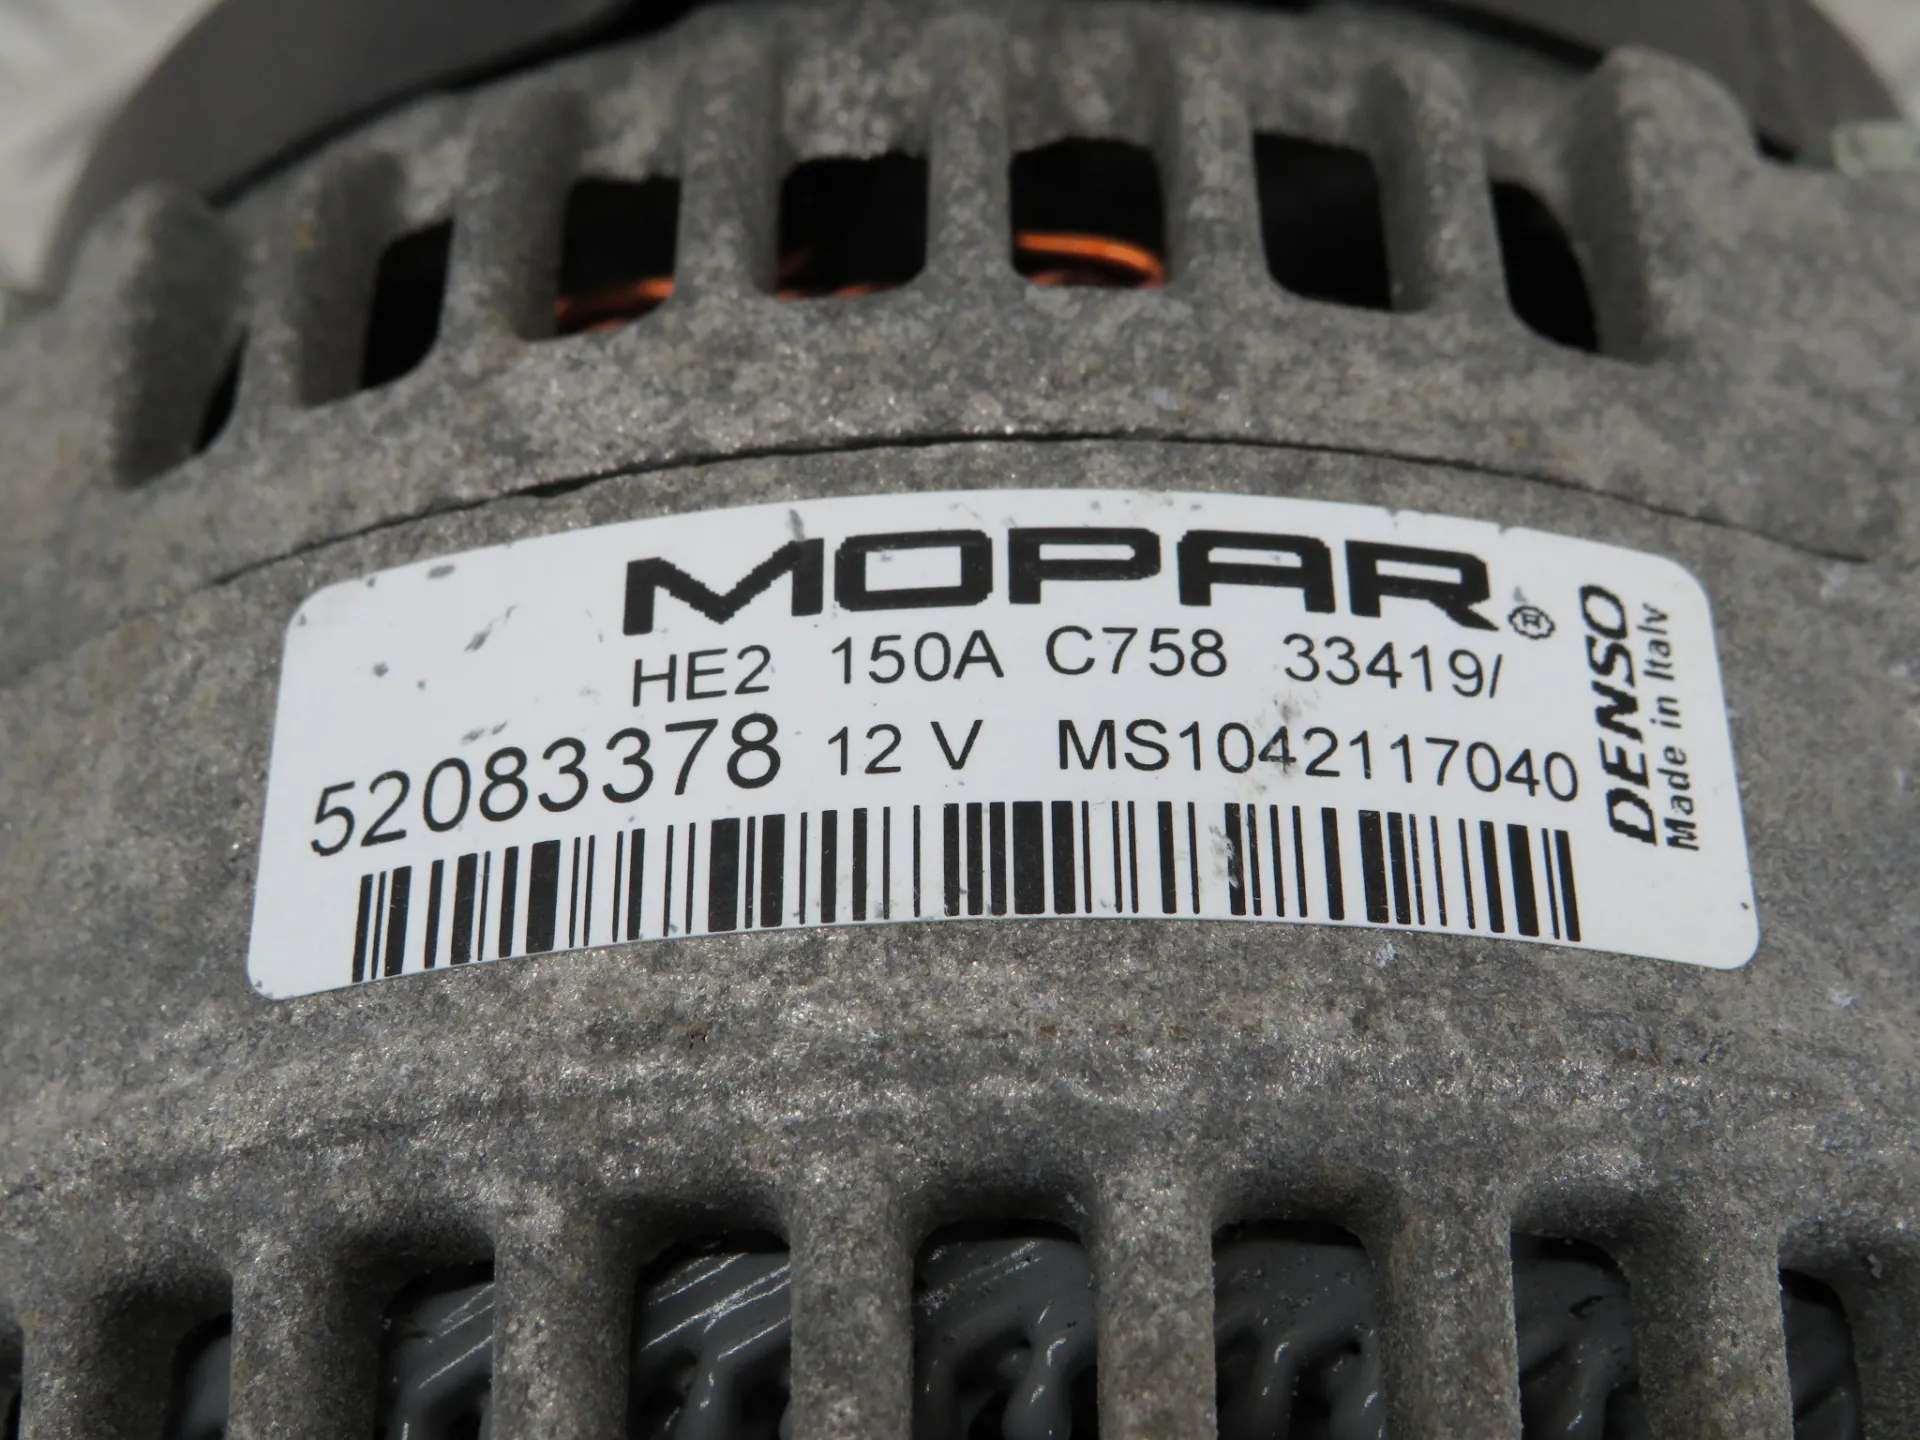 MOPAR®
HE2 150A C758 33419/
52083378 12 V MS1042117040
DENSO
Made in Italy